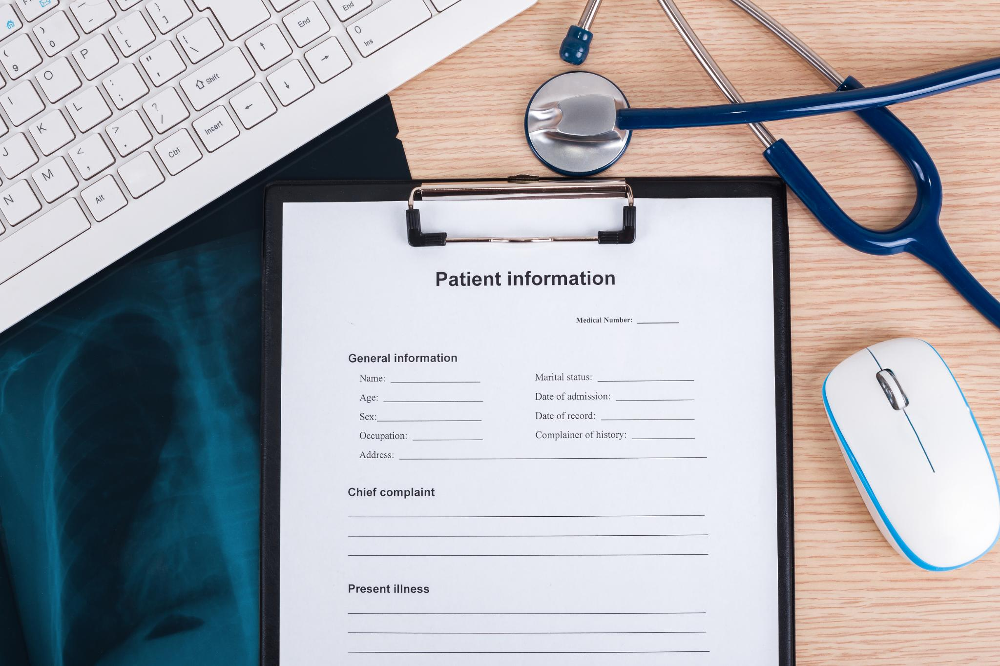 F11
End
End
0
Ins
_
-
)
0
}
]
{
[
|
\
(
9
P
"
'
O
:
;
Shift
I
L
?
/
K
>
.
Insert
J
<
,
Ctrl
M
N
Alt
Patient information
Medical Number:
General information
Name: Marital status:
Age: Date of admission:
Sex: Date of record:
Occupation: Complainer of history:
Address:
Chief complaint
Present illness